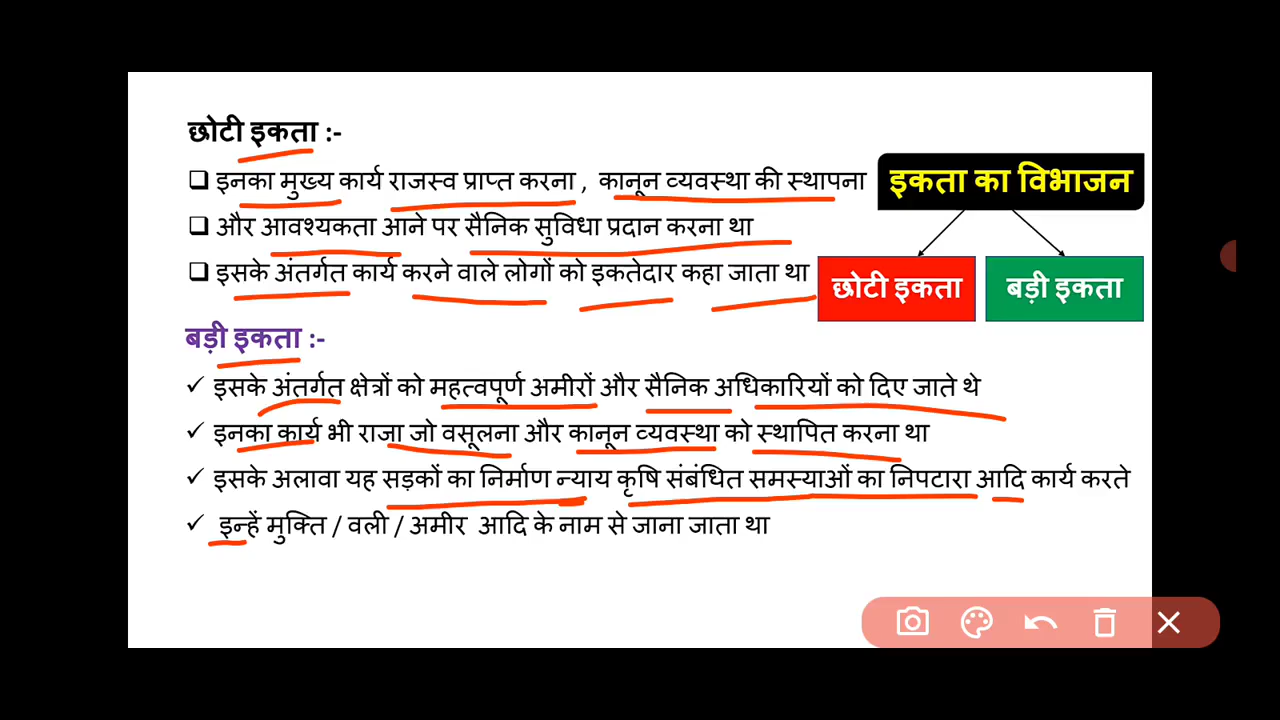 छोटी इकता :-
इनका मुख्य कार्य राजस्व प्राप्त करना , कानून व्यवस्था की स्थापना
और आवश्यकता आने पर सैनिक सुविधा प्रदान करना था
इसके अंतर्गत कार्य करने वाले लोगों को इकतेदार कहा जाता था
इकता का विभाजन
छोटी इकता
बड़ी इकता
बड़ी इकता :-
इसके अंतर्गत क्षेत्रों को महत्वपूर्ण अमीरों और सैनिक अधिकारियों को दिए जाते थे
इनका कार्य भी राजा जो वसूलना और कानून व्यवस्था को स्थापित करना था
इसके अलावा यह सड़कों का निर्माण न्याय कृषि संबंधित समस्याओं का निपटारा आदि कार्य करते
इन्हें मुक्ति / वली / अमीर आदि के नाम से जाना जाता था